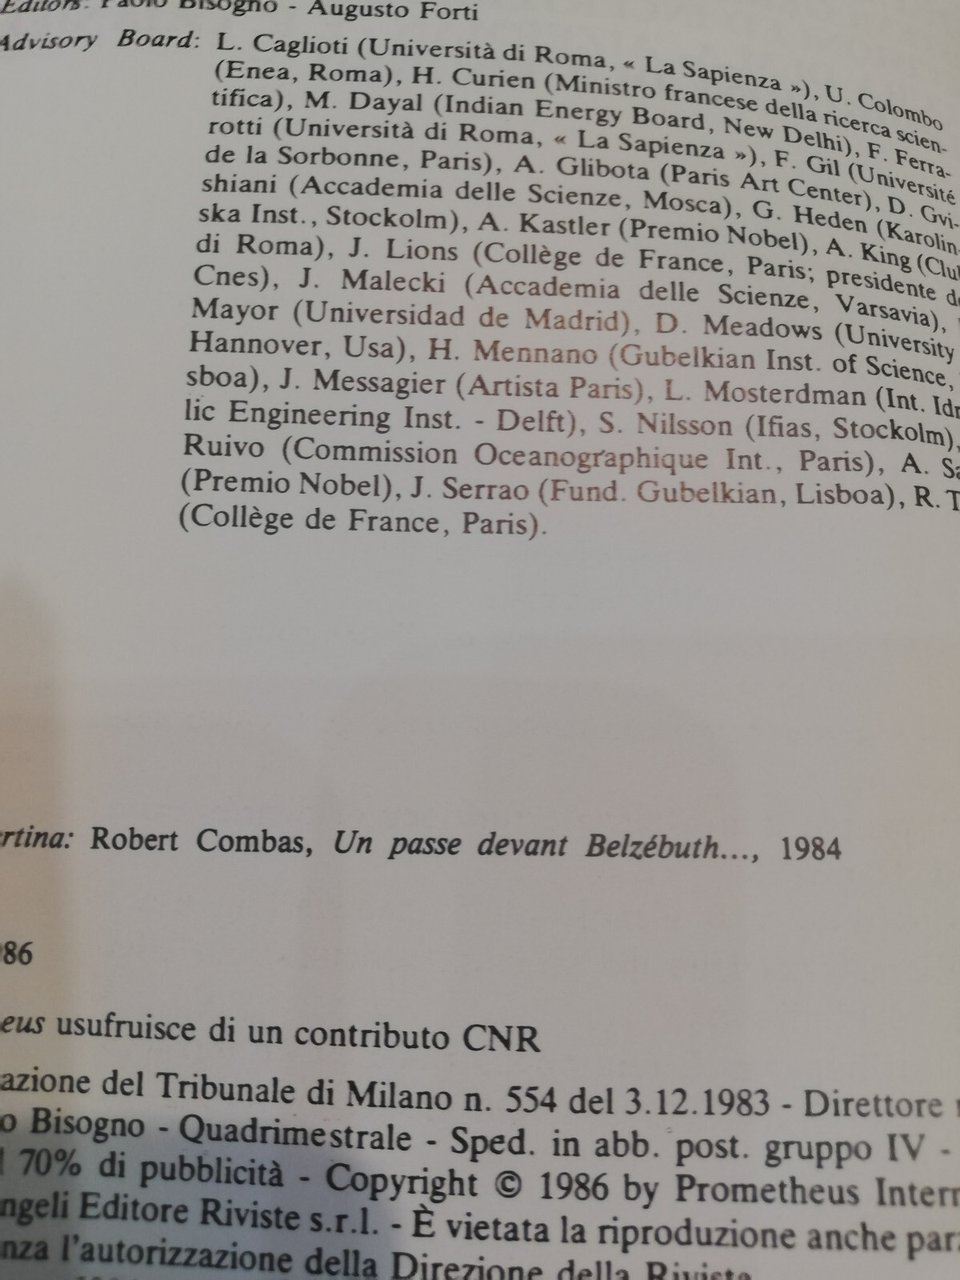 Editors: Paolo Bisogno - Augusto Forti
Advisory Board: L. Caglioti (Università di Roma, « La Sapienza »), U. Colombo
(Enea, Roma), H. Curien (Ministro francese della ricerca scien-
tifica), M. Dayal (Indian Energy Board, New Delhi), F. Ferra-
rotti (Università di Roma, « La Sapienza »), F. Gil (Université
de la Sorbonne, Paris), A. Glibota (Paris Art Center), D. Gvi-
shiani (Accademia delle Scienze, Mosca), G. Heden (Karolin-
ska Inst., Stockolm), A. Kastler (Premio Nobel), A. King (Clu
di Roma), J. Lions (Collège de France, Paris; presidente de
Cnes), J. Malecki (Accademia delle Scienze, Varsavia),
Mayor (Universidad de Madrid), D. Meadows (University
Hannover, Usa), H. Mennano (Gubelkian Inst. of Science,
sboa), J. Messagier (Artista Paris), L. Mosterdman (Int. Idr
lic Engineering Inst. - Delft), S. Nilsson (Ifias, Stockolm),
Ruivo (Commission Oceanographique Int., Paris), A. Sa
(Premio Nobel), J. Serrao (Fund. Gubelkian, Lisboa), R. T
(Collège de France, Paris).
rtina: Robert Combas, Un passe devant Belzébuth..., 1984
86
eus usufruisce di un contributo CNR
azione del Tribunale di Milano n. 554 del 3.12.1983 - Direttore
o Bisogno - Quadrimestrale - Sped. in abb. post. gruppo IV -
70% di pubblicità - Copyright © 1986 by Prometheus Intern
ngeli Editore Riviste s.r.l. - È vietata la riproduzione anche par
nza l'autorizzazione della Direzione della Rivista